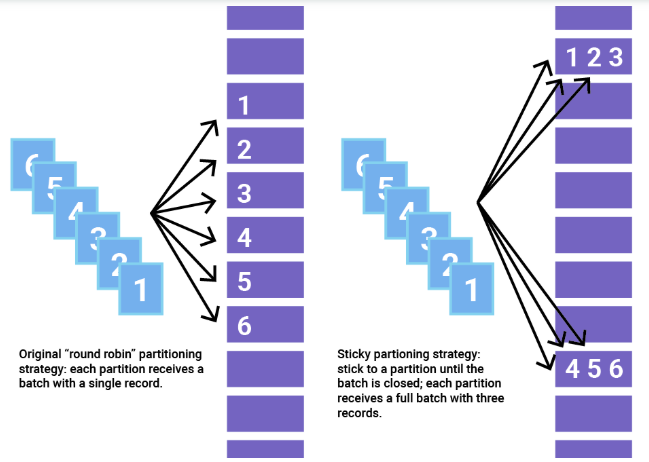 6
5
4
3
2
1
1
2
3
4
5
6
Original “round robin” partitioning
strategy: each partition receives a
batch with a single record.
6
5
4
3
2
1
1 2 3
4 5 6
Sticky partioning strategy:
stick to a partition until the
batch is closed; each partition
receives a full batch with three
records.